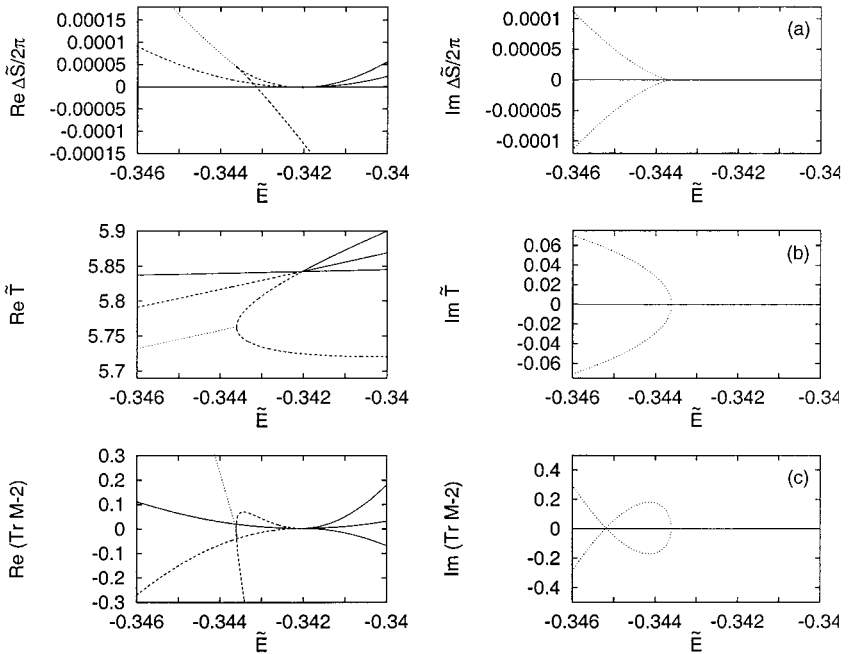 0.00015
0.0001
0.00005
0
-0.00005
-0.0001
-0.00015
Re ΔS̃/2π
-0.346 -0.344 -0.342 -0.34
Ẽ
(a)
0.0001
0.00005
0
-0.00005
-0.0001
Im ΔS̃/2π
-0.346 -0.344 -0.342 -0.34
Ẽ
5.9
5.85
5.8
5.75
5.7
Re T̃
-0.346 -0.344 -0.342 -0.34
Ẽ
(b)
0.06
0.04
0.02
0
-0.02
-0.04
-0.06
Im T̃
-0.346 -0.344 -0.342 -0.34
Ẽ
0.3
0.2
0.1
0
-0.1
-0.2
-0.3
Re (Tr M-2)
-0.346 -0.344 -0.342 -0.34
Ẽ
(c)
0.4
0.2
0
-0.2
-0.4
Im (Tr M-2)
-0.346 -0.344 -0.342 -0.34
Ẽ